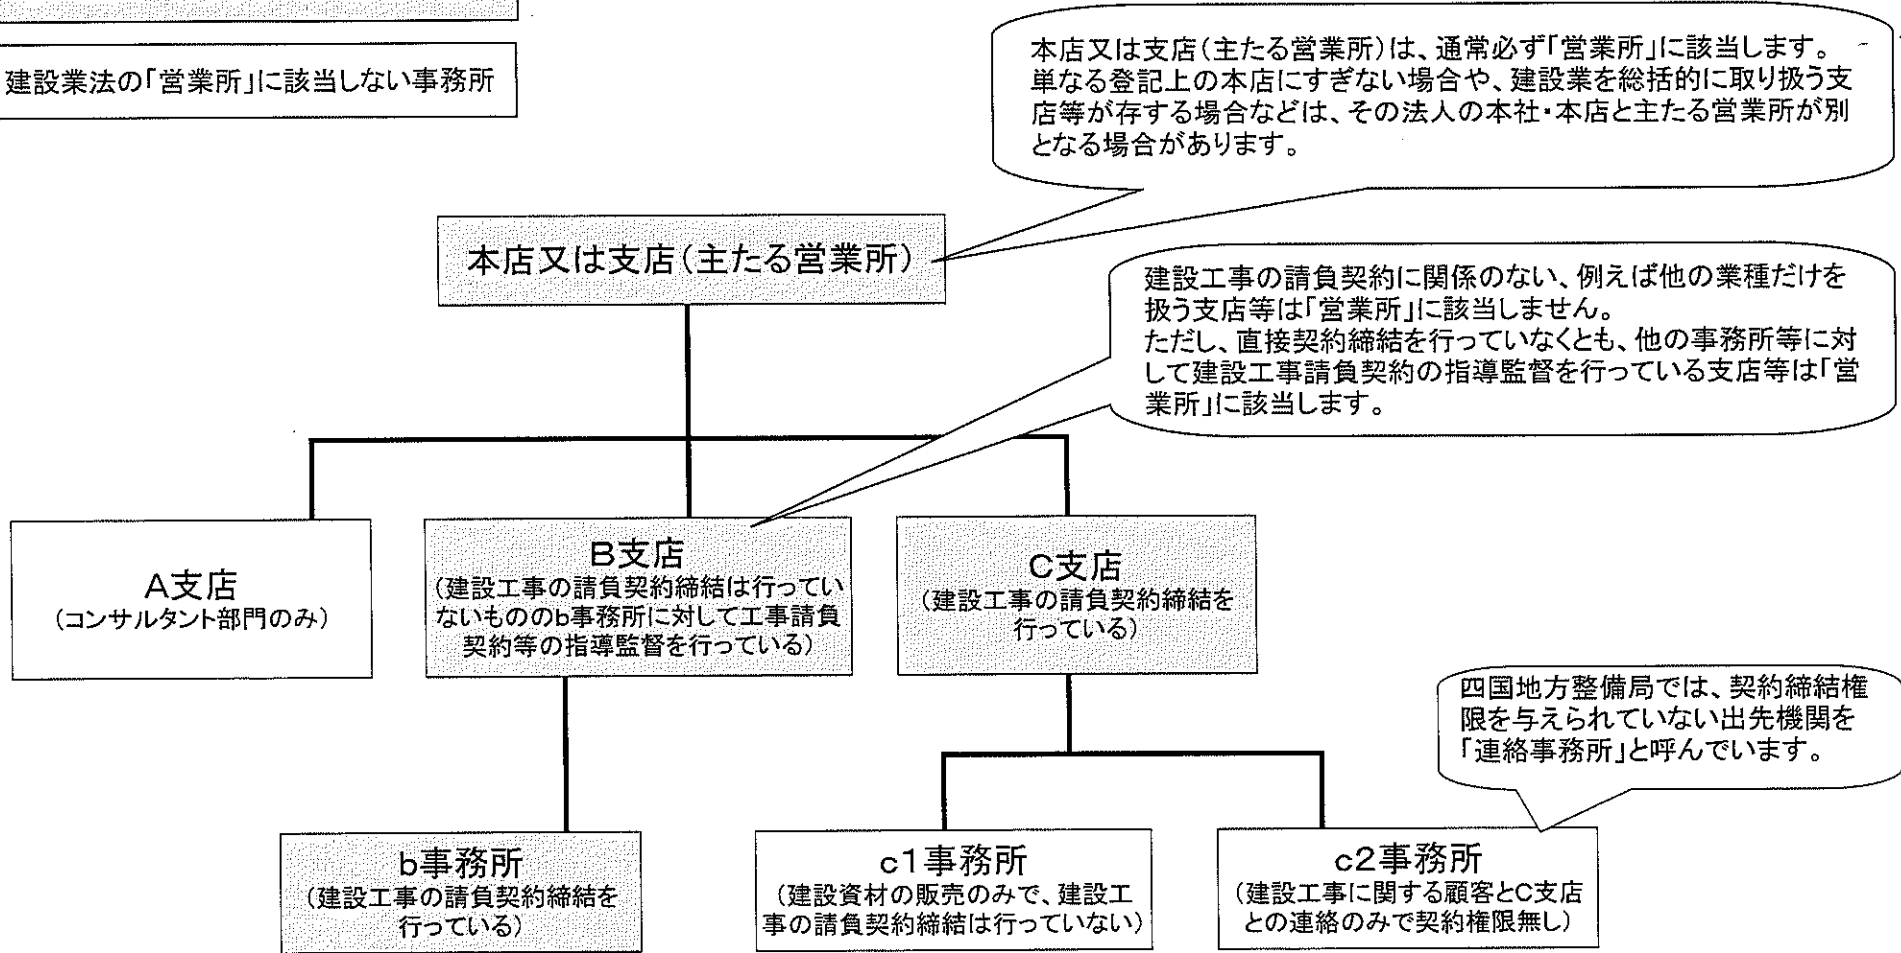 建設業法の「営業所」に該当しない事務所
本店又は支店(主たる営業所)は、通常必ず「営業所」に該当します。
単なる登記上の本店にすぎない場合や、建設業を総括的に取り扱う支
店等が存する場合などは、その法人の本社・本店と主たる営業所が別
となる場合があります。
本店又は支店(主たる営業所)
建設工事の請負契約に関係のない、例えば他の業種だけを
扱う支店等は「営業所」に該当しません。
ただし、直接契約締結を行っていなくとも、他の事務所等に対
して建設工事請負契約の指導監督を行っている支店等は「営
業所」に該当します。
A支店
(コンサルタント部門のみ)
B支店
(建設工事の請負契約締結は行ってい
ないもののb事務所に対して工事請負
契約等の指導監督を行っている)
C支店
(建設工事の請負契約締結を
行っている)
四国地方整備局では、契約締結権
限を与えられていない出先機関を
「連絡事務所」と呼んでいます。
b事務所
(建設工事の請負契約締結を
行っている)
c1事務所
(建設資材の販売のみで、建設工
事の請負契約締結は行っていない)
c2事務所
(建設工事に関する顧客とC支店
との連絡のみで契約権限無し)